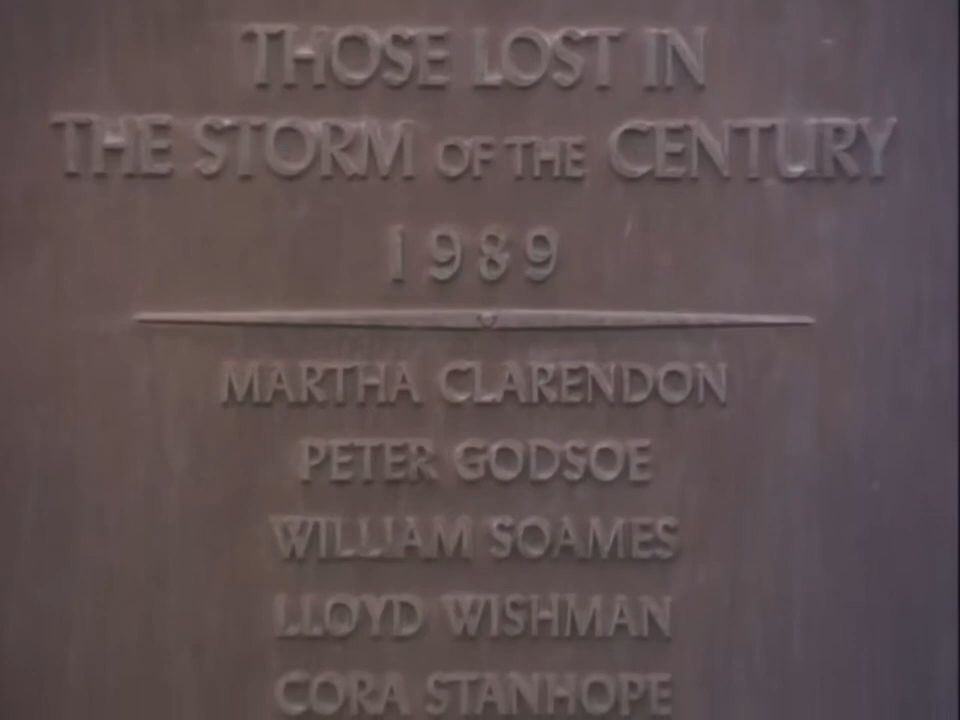 THOSE LOST IN
THE STORM OF THE CENTURY
1989
MARTHA CLARENDON
PETER GODSOE
WILLIAM SOAMES
LLOYD WISHMAN
CORA STANHOPE